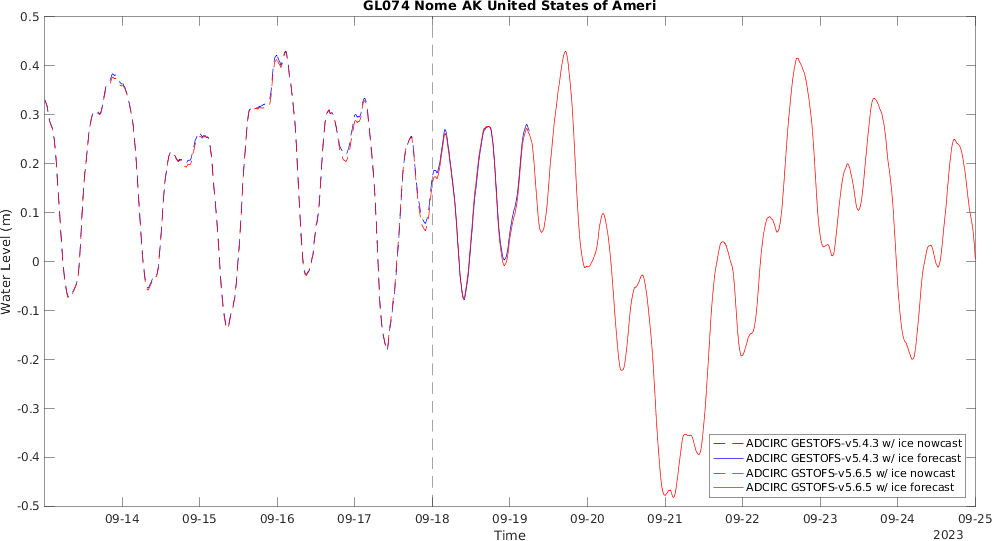 GL074 Nome AK United States of Ameri
0.5
0.4
0.3
0.2
0.1
0
-0.1
-0.2
-0.3
-0.4
-0.5
Water Level (m)
ADCIRC GESTOFS-v5.4.3 w/ ice nowcast
ADCIRC GESTOFS-v5.4.3 w/ ice forecast
ADCIRC GSTOFS-v5.6.5 w/ ice nowcast
ADCIRC GSTOFS-v5.6.5 w/ ice forecast
09-14 09-15 09-16 09-17 09-18 09-19 09-20 09-21 09-22 09-23 09-24 09-25
Time
2023